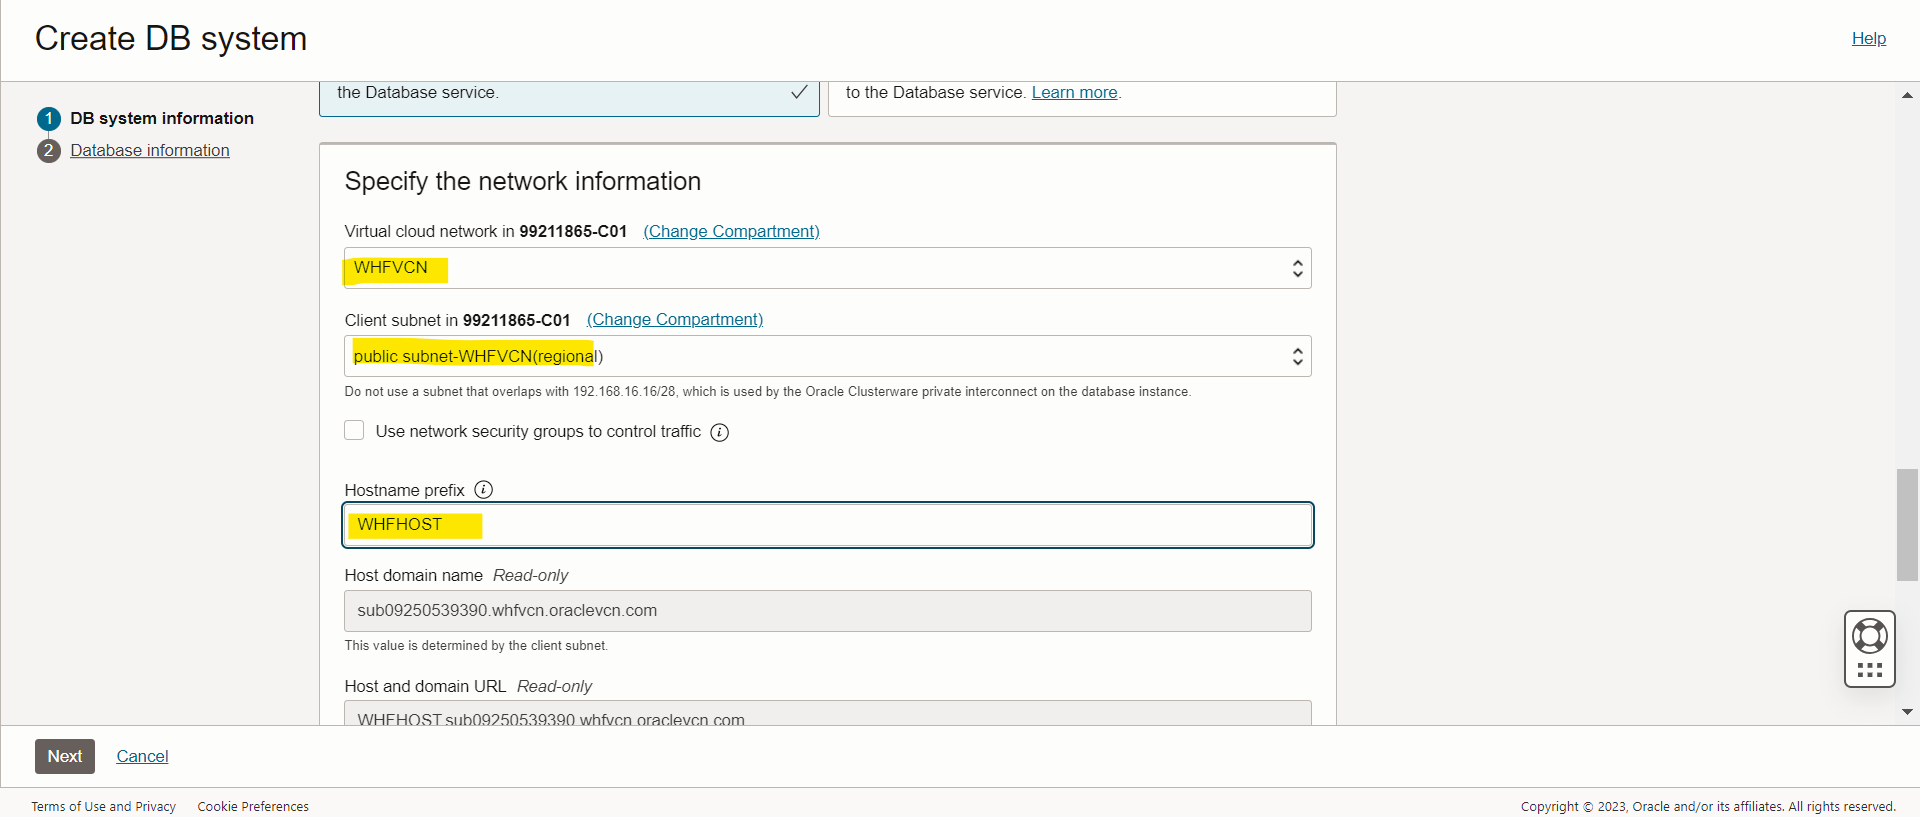 Create DB system
Help
the Database service.
to the Database service. Learn more.
1 DB system information
2 Database information
Specify the network information
Virtual cloud network in 99211865-C01 (Change Compartment)
WHFVCN
Client subnet in 99211865-C01 (Change Compartment)
public subnet-WHFVCN(regional)
Do not use a subnet that overlaps with 192.168.16.16/28, which is used by the Oracle Clusterware private interconnect on the database instance.
Use network security groups to control traffic i
Hostname prefix i
WHFHOST
Host domain name Read-only
sub09250539390.whfvcn.oraclevcn.com
This value is determined by the client subnet.
Host and domain URL Read-only
WHFHOST.sub09250539390.whfvcn.oraclevcn.com
Next Cancel
Terms of Use and Privacy Cookie Preferences
Copyright © 2023, Oracle and/or its affiliates. All rights reserved.